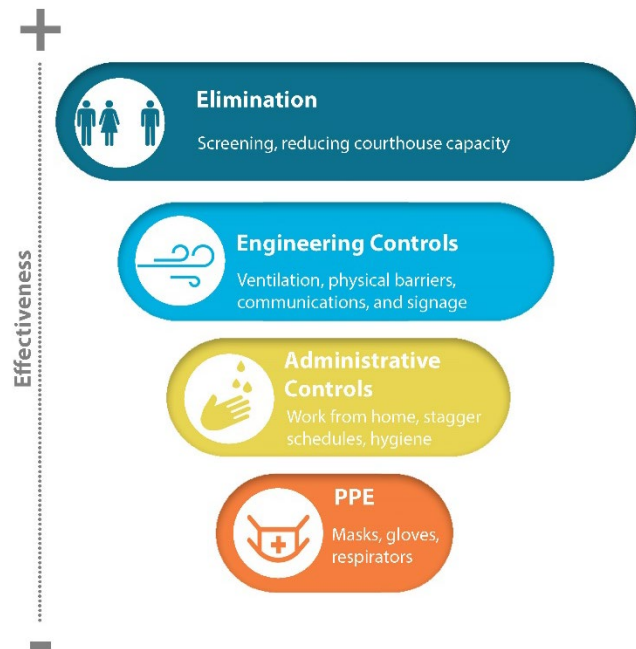 Elimination
Screening, reducing courthouse capacity
Engineering Controls
Ventilation, physical barriers,
communications, and signage
Administrative
Controls
Work from home, stagger
schedules, hygiene
PPE
Masks, gloves,
respirators
Effectiveness